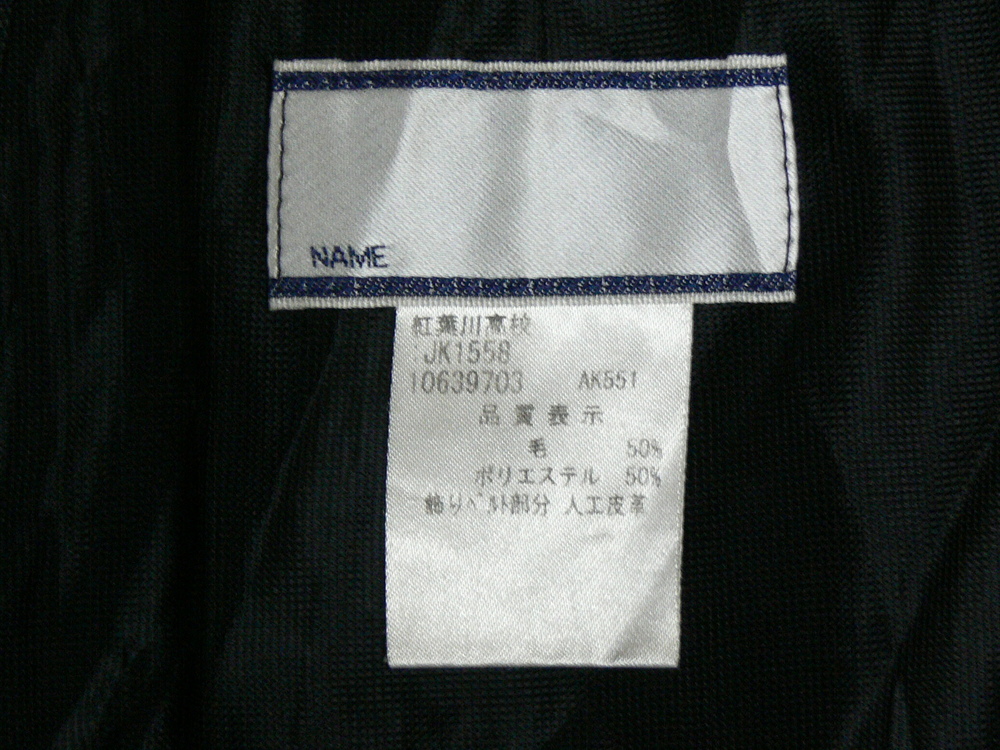 NAME
紅葉川高校
JK1558
10639703 AK551
品質表示
毛 50%
ポリエステル 50%
飾りベルト部分 人工皮革